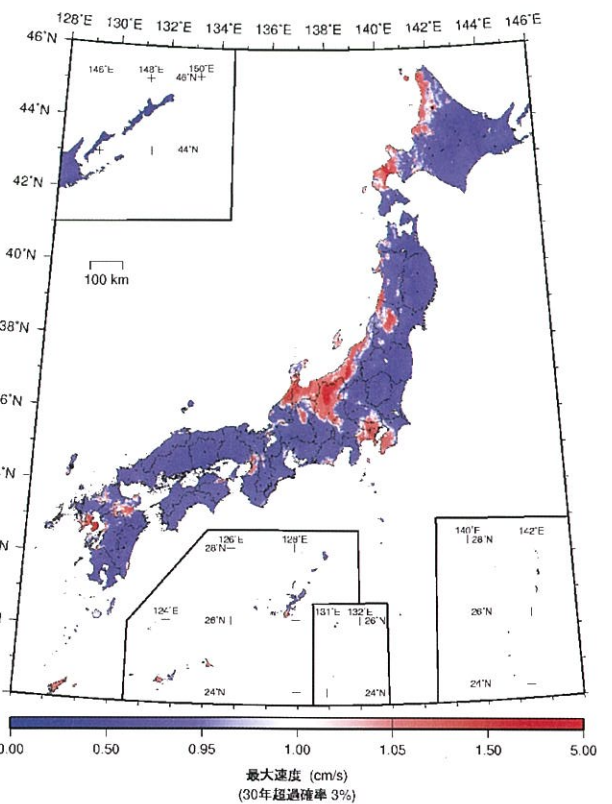 128°E 130°E 132°E 134°E 136°E 138°E 140°E 142°E 144°E 146°E
46°N
146°E 148°E 150°E
46°N
44°N
44°N
42°N
40°N
100 km
38°N
6°N
4°N
N
N
140°E 142°E
28°N
26°N
24°N
126°E 128°E
28°N
124°E
26°N
24°N
131°E 132°E
26°N
24°N
0.00 0.50 0.95 1.00 1.05 1.50 5.00
最大速度 (cm/s)
(30年超過確率 3%)